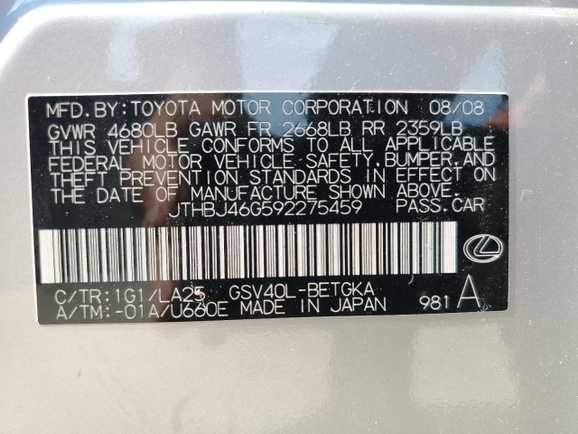 MFD.BY:TOYOTA MOTOR CORPORATION 08/08
GVWR 4680LB GAWR FR 2668LB RR 2359LB
THIS VEHICLE CONFORMS TO ALL APPLICABLE
FEDERAL MOTOR VEHICLE SAFETY,BUMPER,AND
THEFT PREVENTION STANDARDS IN EFFECT ON
THE DATE OF MANUFACTURE SHOWN ABOVE.
JTHBJ46G592275459 PASS.CAR
C/TR:1G1/LA25 GSV40L-BETGKA
A/TM:-01A/U660E MADE IN JAPAN 981 A